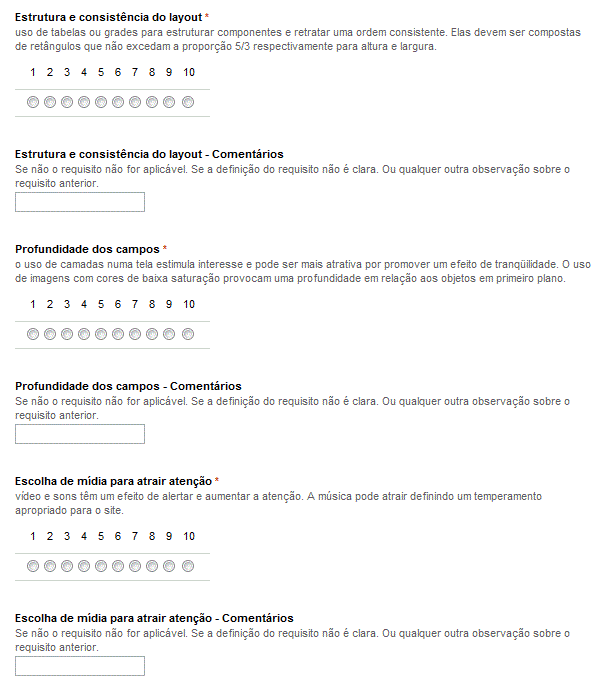 Estrutura e consistência do layout *
uso de tabelas ou grades para estruturar componentes e retratar uma ordem consistente. Elas devem ser compostas
de retângulos que não excedam a proporção 5/3 respectivamente para altura e largura.
1 2 3 4 5 6 7 8 9 10
Estrutura e consistência do layout - Comentários
Se não o requisito não for aplicável. Se a definição do requisito não é clara. Ou qualquer outra observação sobre o
requisito anterior.
Profundidade dos campos *
o uso de camadas numa tela estimula interesse e pode ser mais atrativa por promover um efeito de tranqüilidade. O uso
de imagens com cores de baixa saturação provocam uma profundidade em relação aos objetos em primeiro plano.
1 2 3 4 5 6 7 8 9 10
Profundidade dos campos - Comentários
Se não o requisito não for aplicável. Se a definição do requisito não é clara. Ou qualquer outra observação sobre o
requisito anterior.
Escolha de mídia para atrair atenção *
vídeo e sons têm um efeito de alertar e aumentar a atenção. A música pode atrair definindo um temperamento
apropriado para o site.
1 2 3 4 5 6 7 8 9 10
Escolha de mídia para atrair atenção - Comentários
Se não o requisito não for aplicável. Se a definição do requisito não é clara. Ou qualquer outra observação sobre o
requisito anterior.